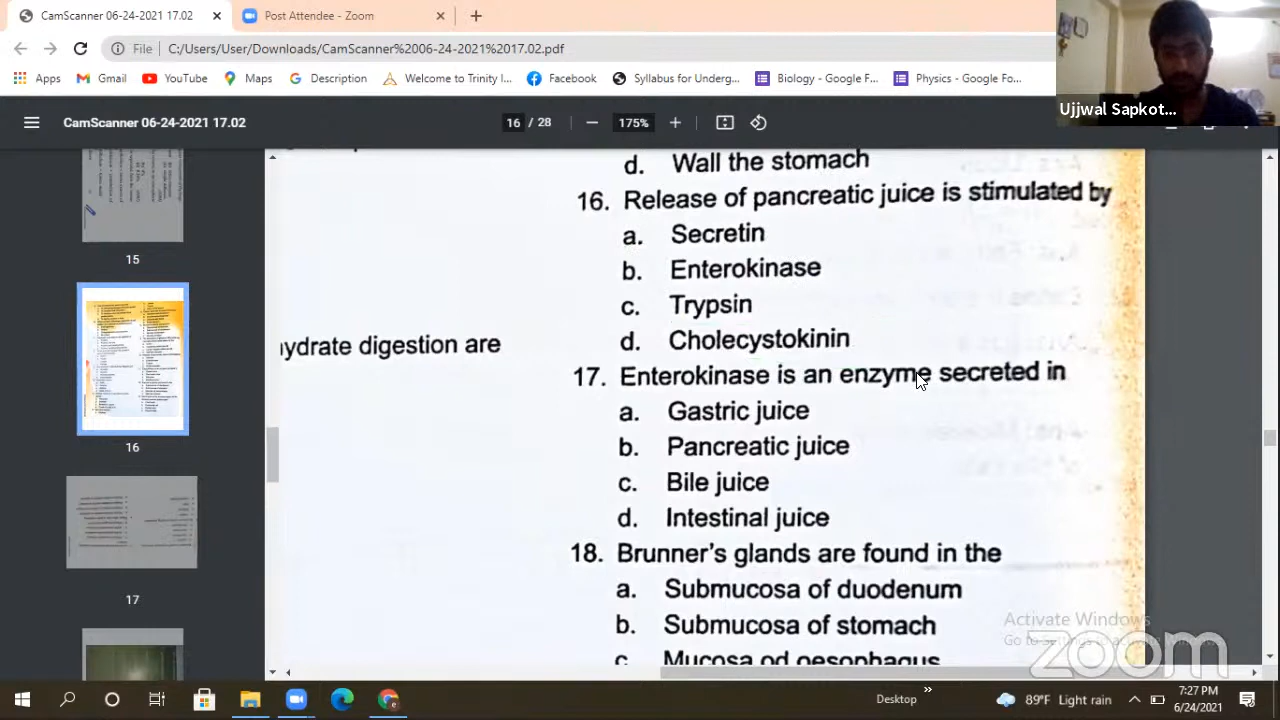 CamScanner 06-24-2021 17.02
Post Attendee - Zoom
File
C:/Users/User/Downloads/CamScanner%2006-24-2021%2017.02.pdf
Apps
Gmail
YouTube
Maps
Description
Welcome to Trinity I...
Facebook
Syllabus for Underg...
Biology - Google F...
Physics - Google Fo...
Ujjwal Sapkot...
CamScanner 06-24-2021 17.02
16 / 28
175%
15
16
17
ydrate digestion are
d. Wall the stomach
16. Release of pancreatic juice is stimulated by
a. Secretin
b. Enterokinase
c. Trypsin
d. Cholecystokinin
17. Enterokinase is an enzyme secreted in
a. Gastric juice
b. Pancreatic juice
c. Bile juice
d. Intestinal juice
18. Brunner's glands are found in the
a. Submucosa of duodenum
b. Submucosa of stomach
c. Mucosa od oesophagus
Activate Windows
zoom
Desktop
89°F Light rain
7:27 PM
6/24/2021